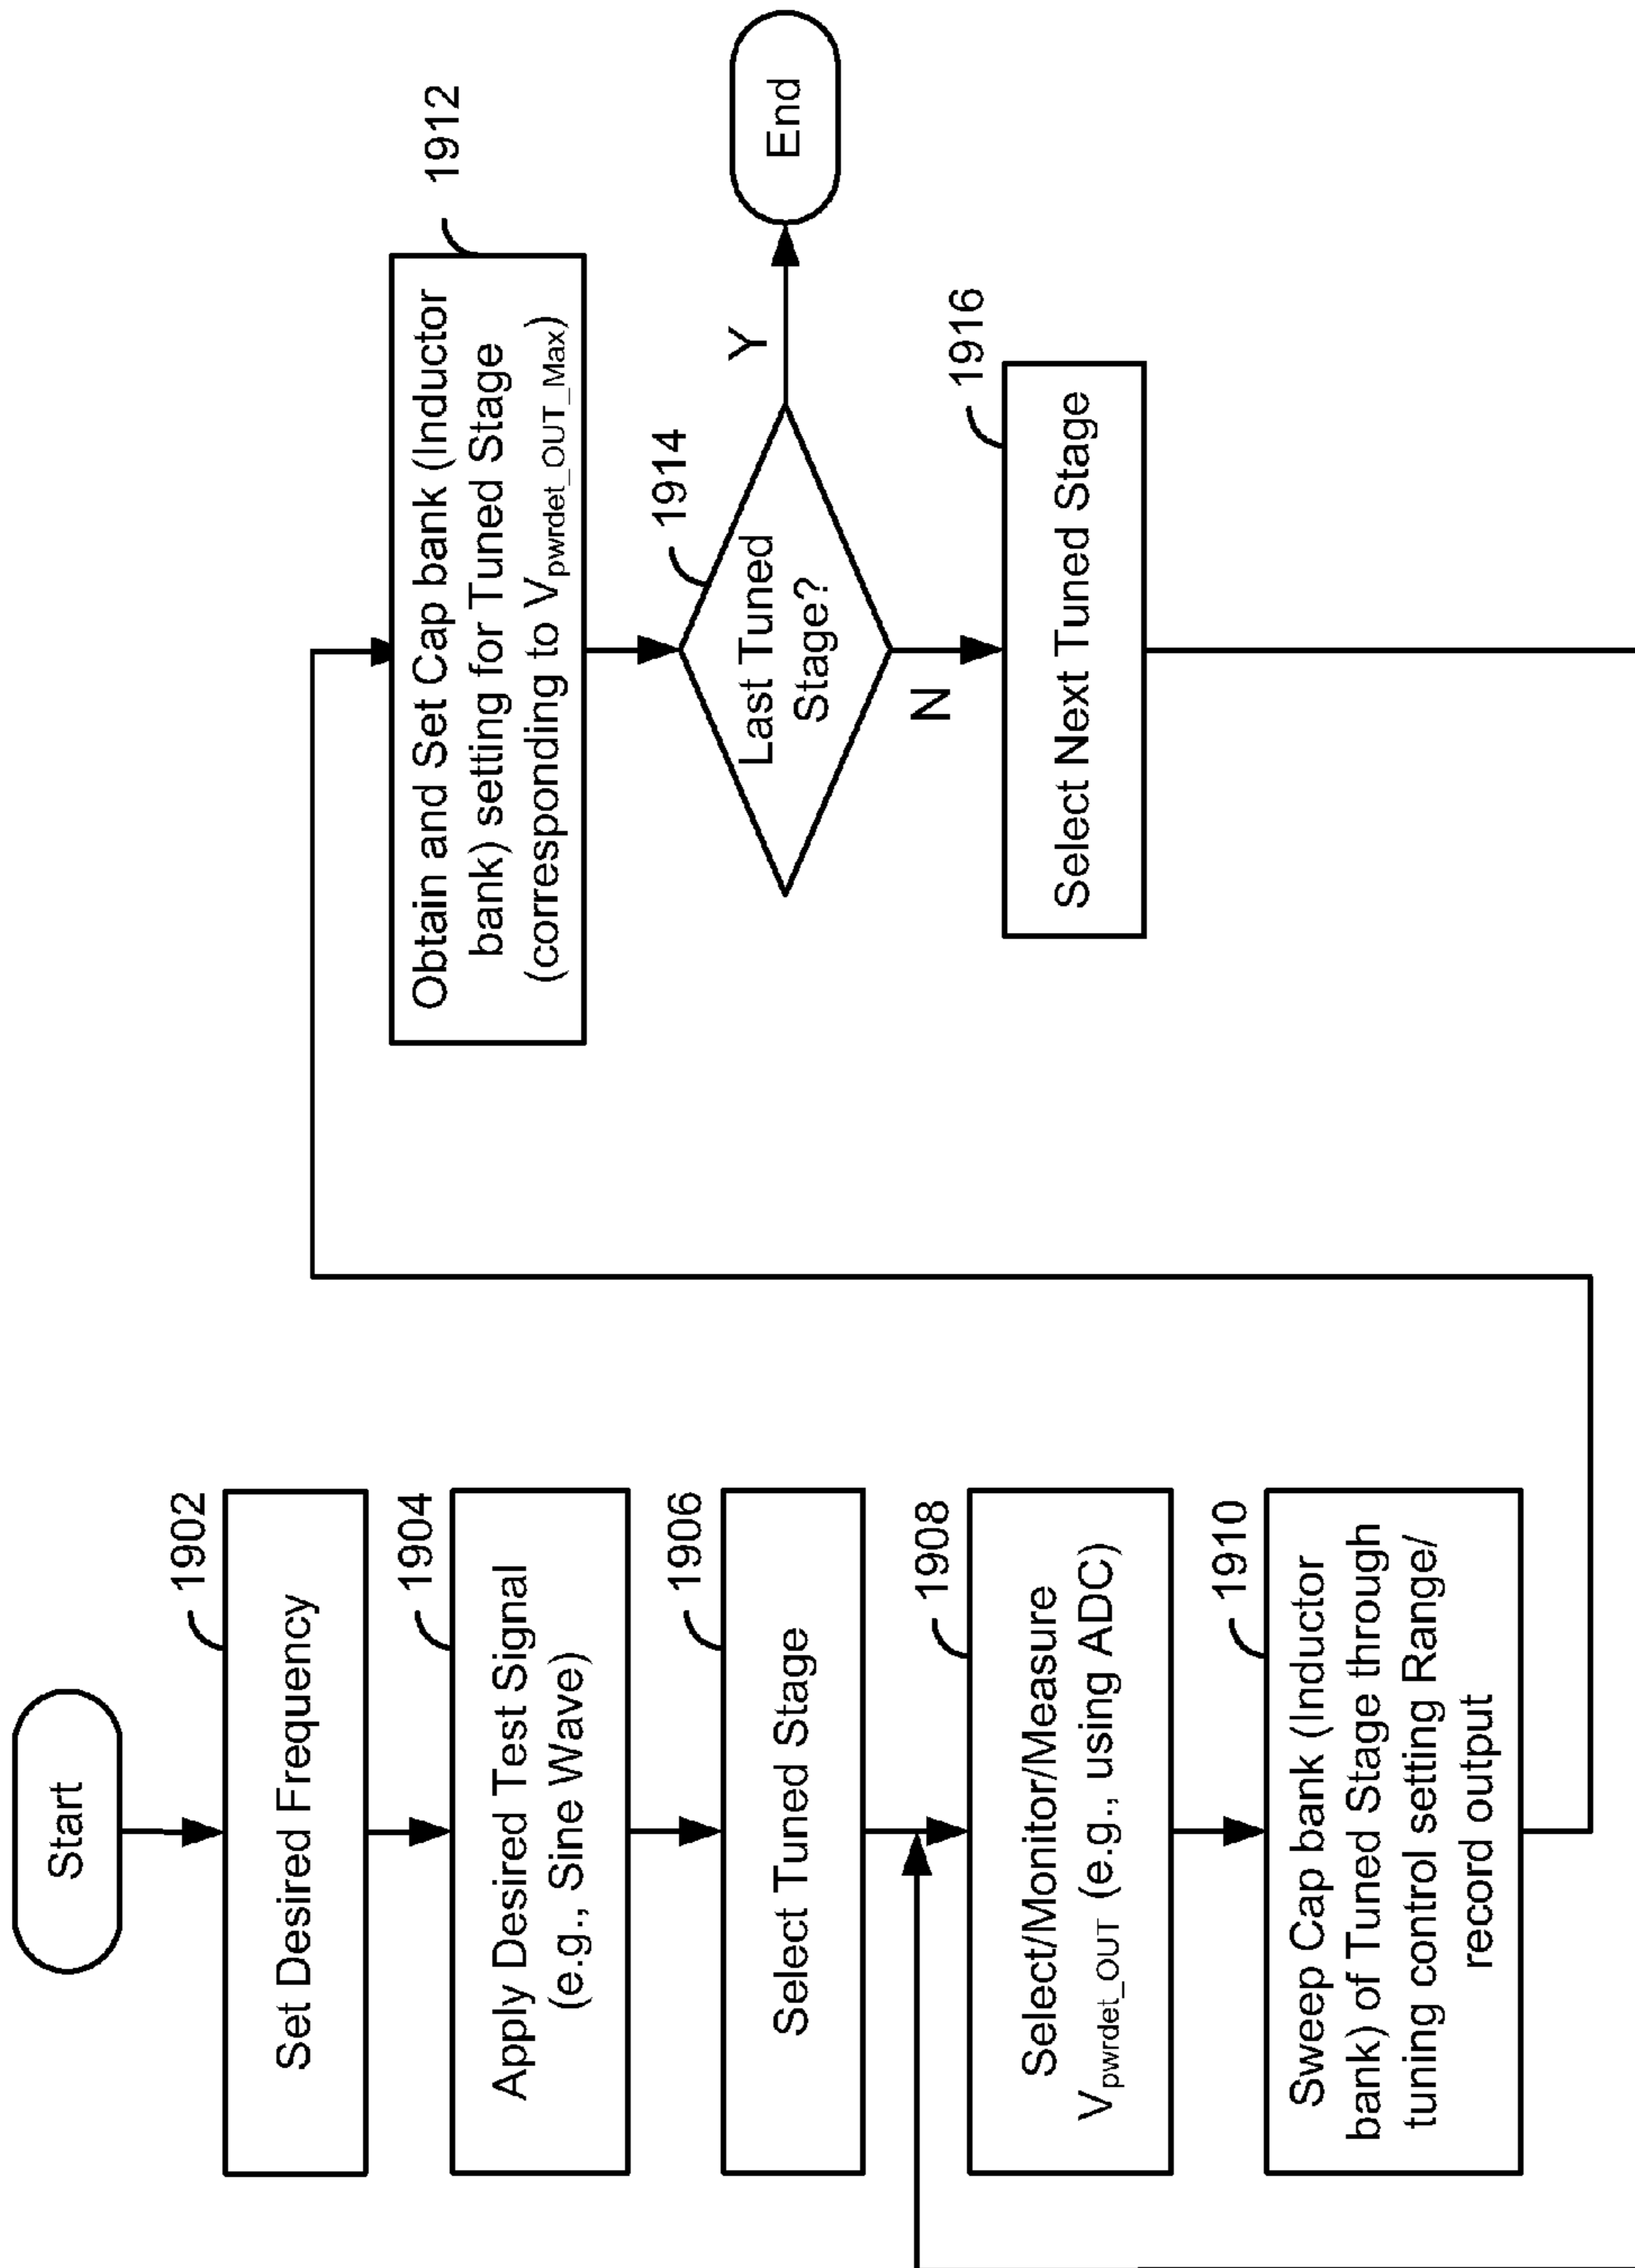 Start
1902
Set Desired Frequency
1904
Apply Desired Test Signal
(e.g., Sine Wave)
1906
Select Tuned Stage
1908
Select/Monitor/Measure
Vpwrdet_OUT (e.g., using ADC)
1910
Sweep Cap bank (Inductor
bank) of Tuned Stage through
tuning control setting Range/
record output
1912
Obtain and Set Cap bank (Inductor
bank) setting for Tuned Stage
(corresponding to Vpwrdet_OUT_Max)
1914
Last Tuned
Stage?
Y
End
N
1916
Select Next Tuned Stage